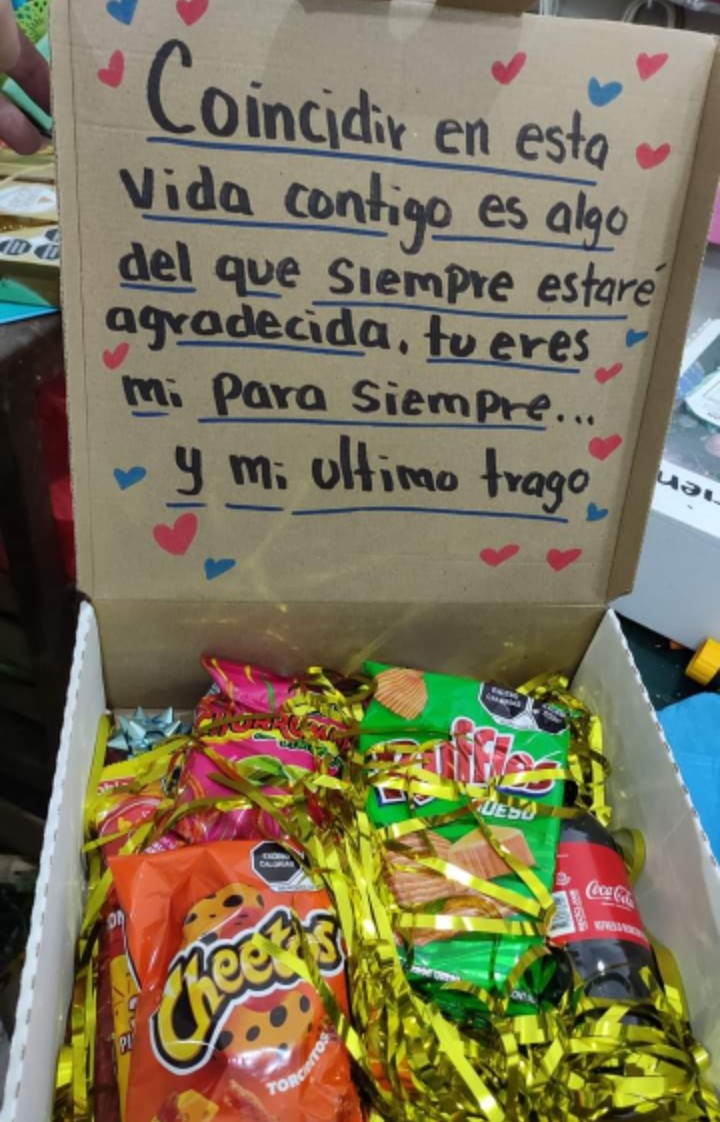 Coincidir en esta
vida contigo es algo
del que siempre estaré
agradecida. tu eres
mi para siempre...
y mi ultimo trago
EXCESO
CALORÍAS
Ruffles
QUESO
Coca-Cola
EXCESO
CALORÍAS
Cheetos
TORCIDITOS